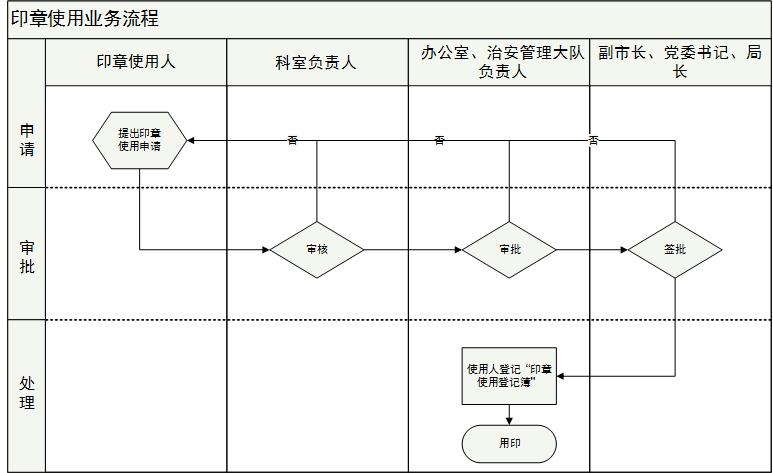 印章使用业务流程
印章使用人
科室负责人
办公室、治安管理大队
负责人
副市长、党委书记、局
长
申
请
提出印章
使用申请
否
否
否
审
批
审核
审批
签批
处
理
使用人登记“印章
使用登记簿”
用印